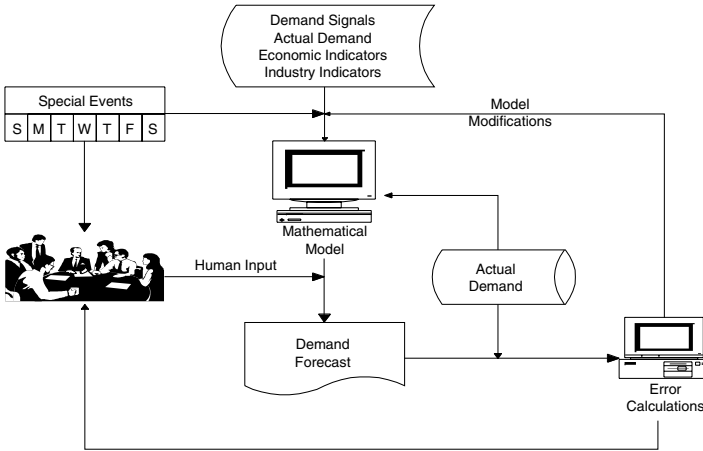 Demand Signals
Actual Demand
Economic Indicators
Industry Indicators
Special Events
S M T W T F S
Model
Modifications
Mathematical
Model
Human Input
Actual
Demand
Demand
Forecast
Error
Calculations